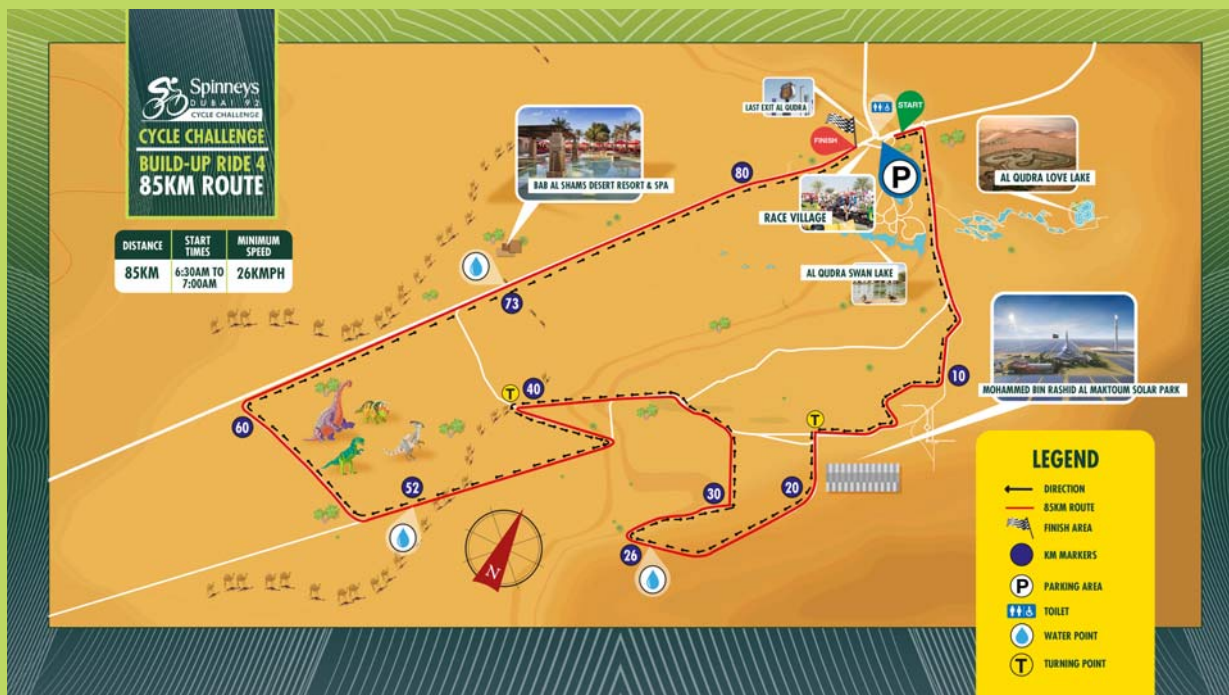 Spinneys
DUBAI 92
CYCLE CHALLENGE
CYCLE CHALLENGE
BUILD-UP RIDE 4
85KM ROUTE
DISTANCE
START
TIMES
MINIMUM
SPEED
85KM
6:30AM TO
7:00AM
26KMPH
BAB AL SHAMS DESERT RESORT & SPA
LAST EXIT AL QUDRA
FINISH
START
P
RACE VILLAGE
AL QUDRA LOVE LAKE
AL QUDRA SWAN LAKE
MOHAMMED BIN RASHID AL MAKTOUM SOLAR PARK
80
73
60
52
T
40
30
26
T
20
10
N
LEGEND
DIRECTION
85KM ROUTE
FINISH AREA
KM MARKERS
P
PARKING AREA
TOILET
WATER POINT
T
TURNING POINT